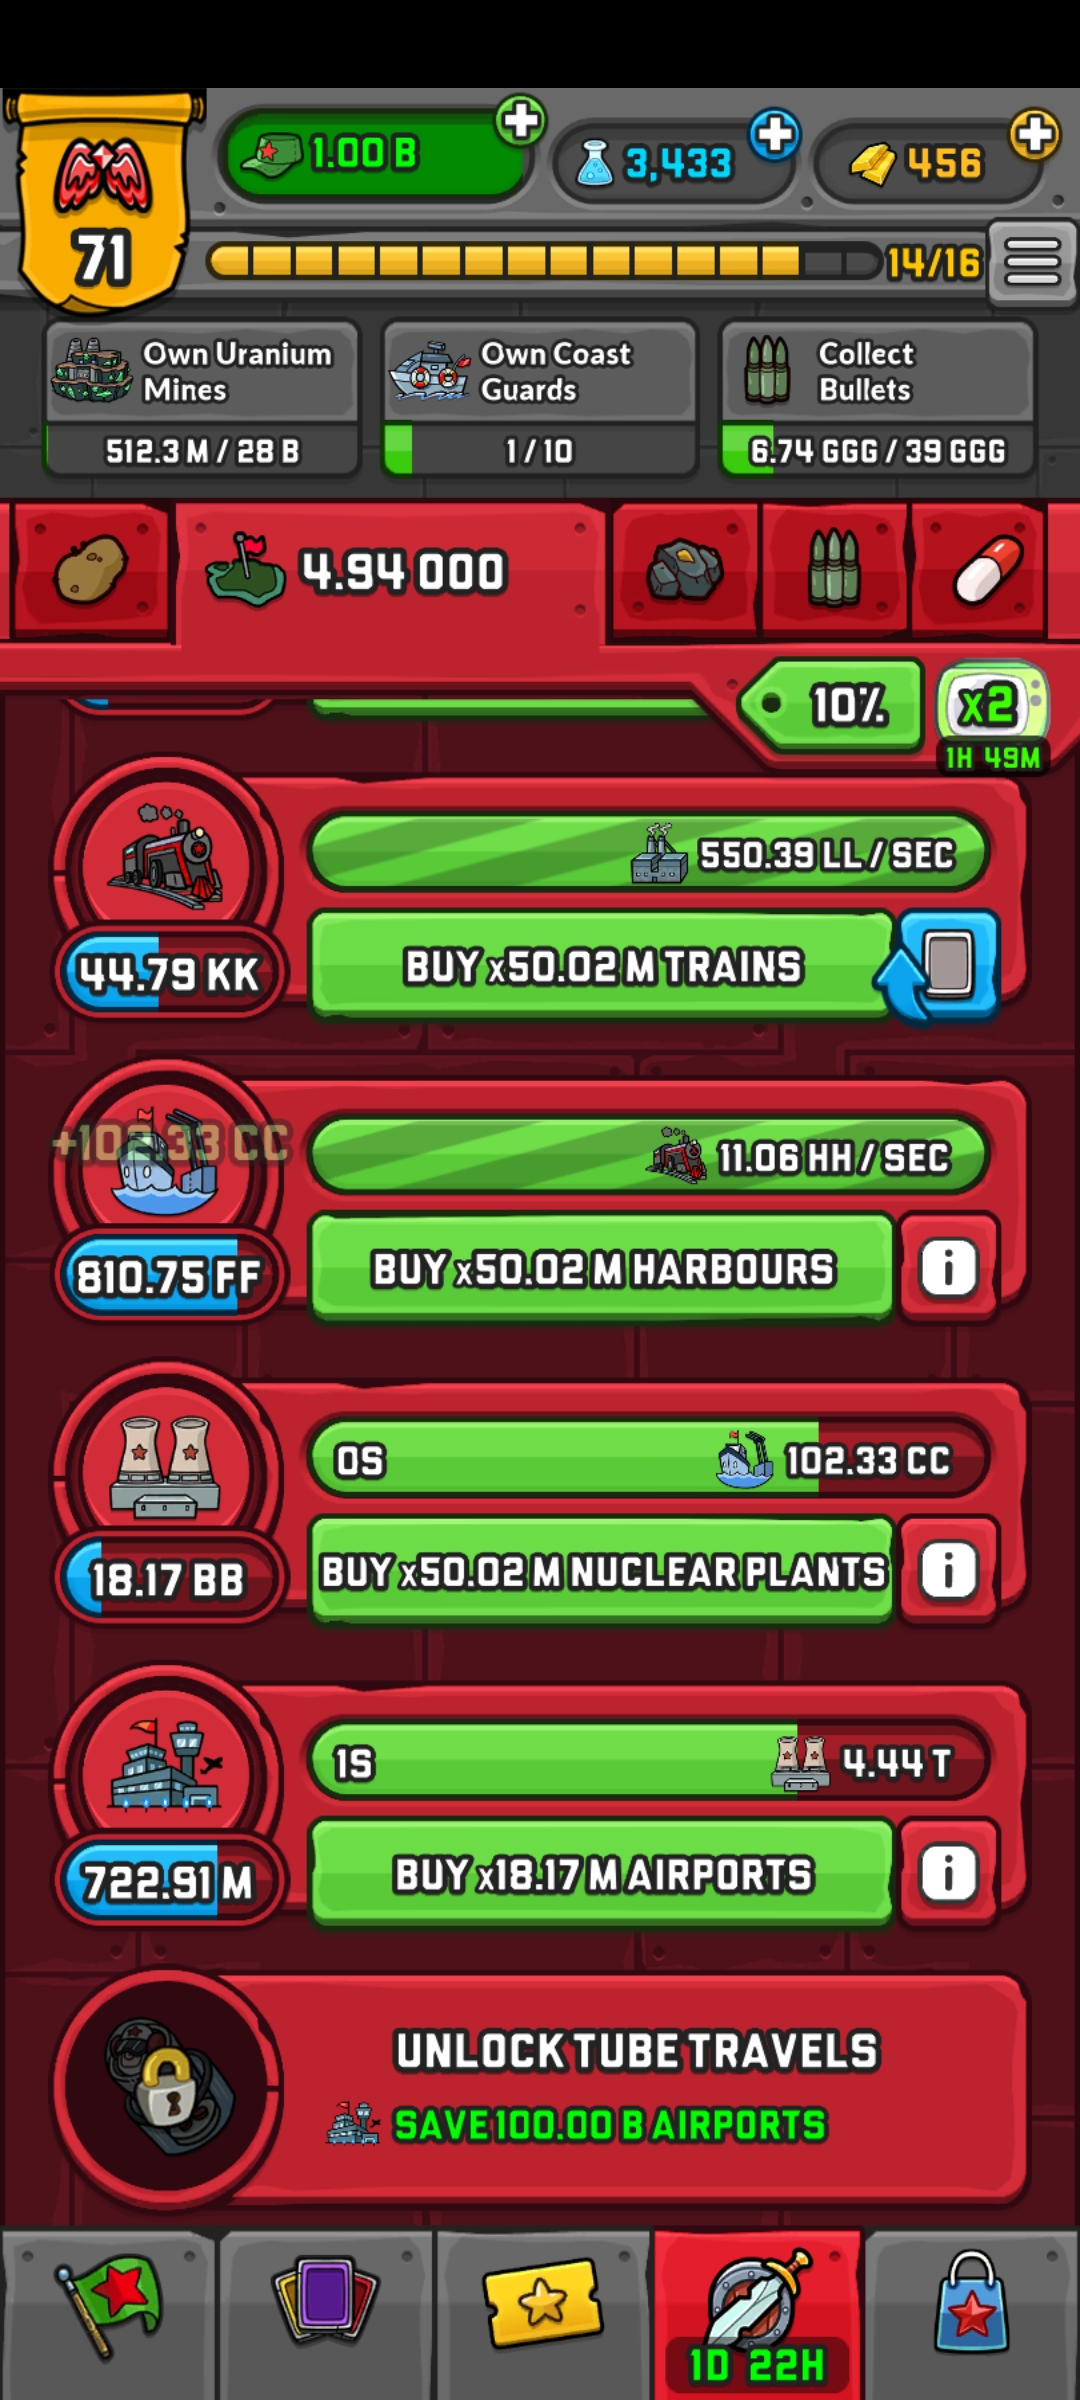 1.00 B
3,433
456
71
14/16
Own Uranium
Mines
512.3 M / 28 B
Own Coast
Guards
1 / 10
Collect
Bullets
6.74 GGG / 39 GGG
4.94 000
10%
x2
1H 49M
550.39 LL / SEC
44.79 KK
BUY x50.02 M TRAINS
+102.33 CC
11.06 HH / SEC
810.75 FF
BUY x50.02 M HARBOURS
i
0S
102.33 CC
18.17 BB
BUY x50.02 M NUCLEAR PLANTS
i
1S
4.44 T
722.91 M
BUY x18.17 M AIRPORTS
i
UNLOCK TUBE TRAVELS
SAVE 100.00 B AIRPORTS
1D 22H